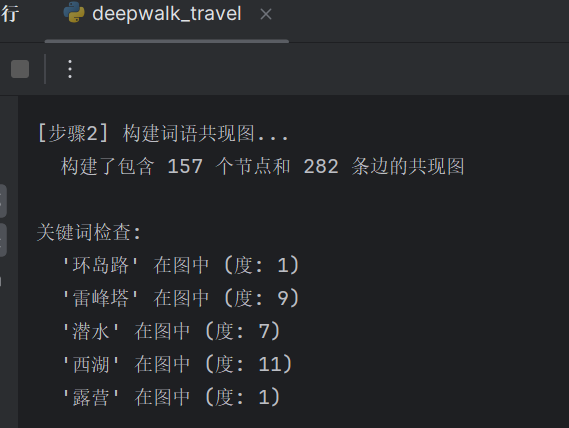 行
deepwalk_travel
[步骤2] 构建词语共现图...
构建了包含 157 个节点和 282 条边的共现图
关键词检查:
'环岛路' 在图中 (度: 1)
'雷峰塔' 在图中 (度: 9)
'潜水' 在图中 (度: 7)
'西湖' 在图中 (度: 11)
'露营' 在图中 (度: 1)